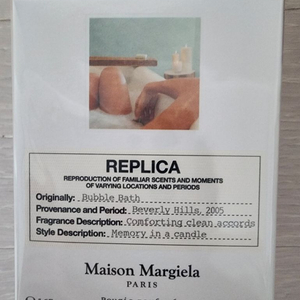 REPLICA
REPRODUCTION OF FAMILIAR SCENTS AND MOMENTS
OF VARYING LOCATIONS AND PERIODS
Originally: Bubble Bath
Provenance and Period: Beverly Hills, 2005
Fragrance Description: Comforting clean accords
Style Description: Memory in a candle
Maison Margiela
PARIS